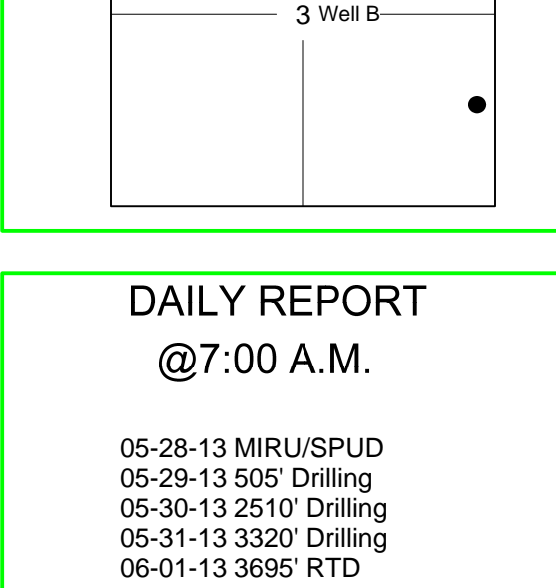 3 Well B
DAILY REPORT
@7:00 A.M.
05-28-13 MIRU/SPUD
05-29-13 505' Drilling
05-30-13 2510' Drilling
05-31-13 3320' Drilling
06-01-13 3695' RTD